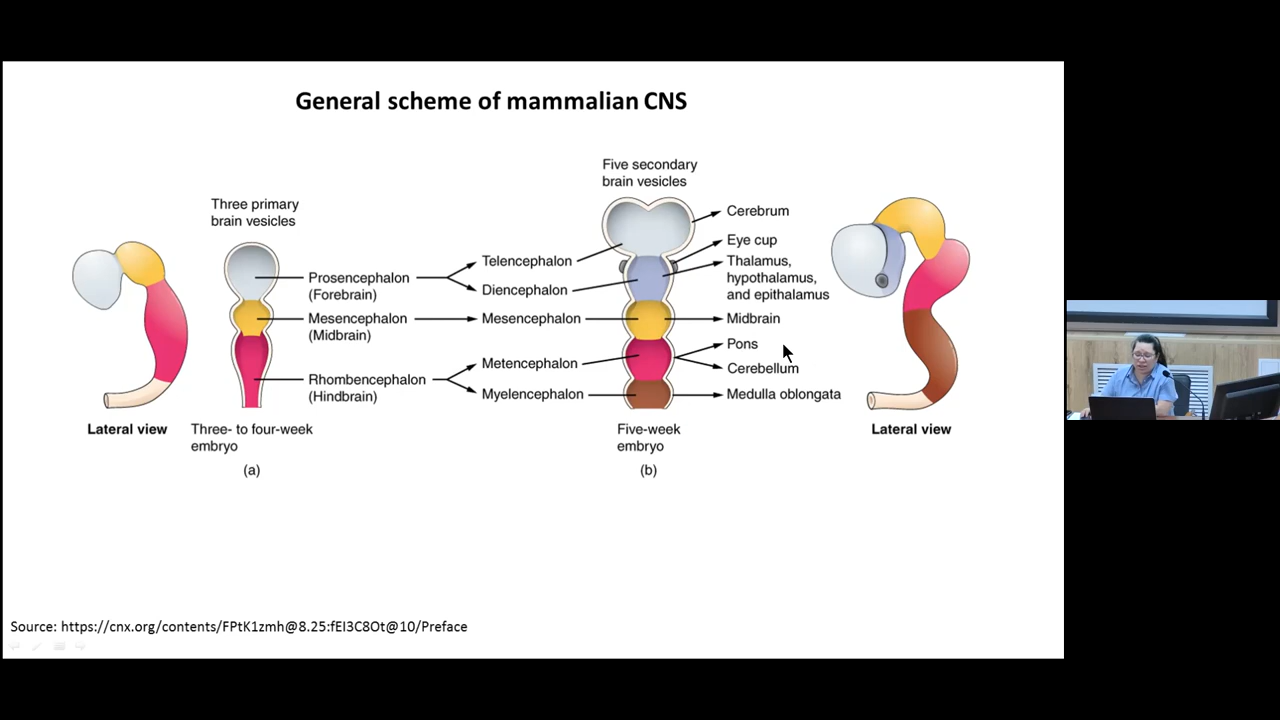 General scheme of mammalian CNS
Three primary
brain vesicles
Prosencephalon
(Forebrain)
Mesencephalon
(Midbrain)
Rhombencephalon
(Hindbrain)
Lateral view
Three- to four-week
embryo
(a)
Telencephalon
Diencephalon
Mesencephalon
Metencephalon
Myelencephalon
Five secondary
brain vesicles
Cerebrum
Eye cup
Thalamus,
hypothalamus,
and epithalamus
Midbrain
Pons
Cerebellum
Medulla oblongata
Five-week
embryo
(b)
Lateral view
Source: https://cnx.org/contents/FPtK1zmh@8.25:fEI3C8Ot@10/Preface